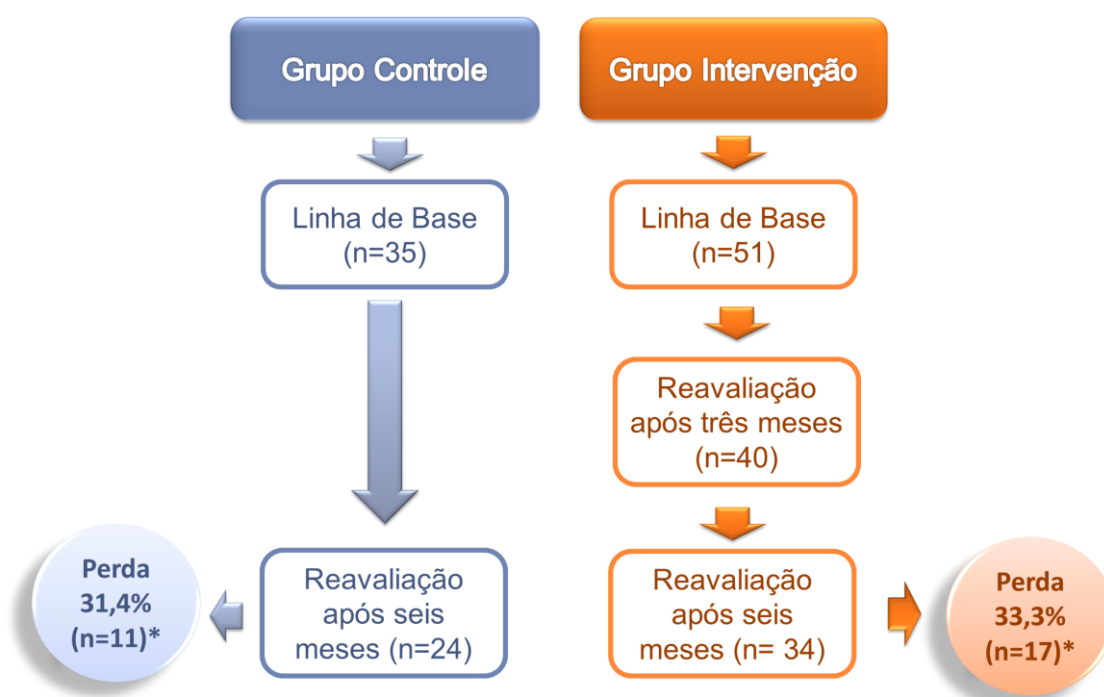 Grupo Controle
Linha de Base
(n=35)
Reavaliação
após seis
meses (n=24)
Perda
31,4%
(n=11)*
Grupo Intervenção
Linha de Base
(n=51)
Reavaliação
após três meses
(n=40)
Reavaliação
após seis
meses (n= 34)
Perda
33,3%
(n=17)*